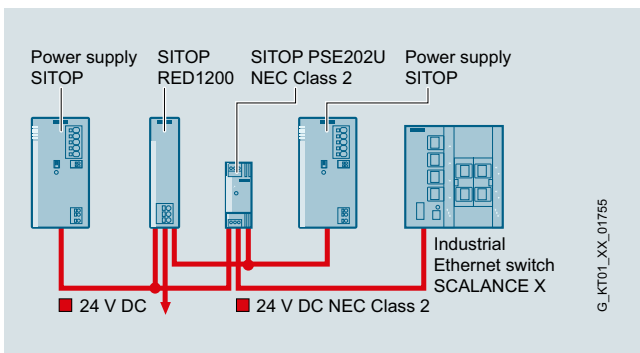 Power supply
SITOP
SITOP
RED1200
SITOP PSE202U
NEC Class 2
Power supply
SITOP
Industrial
Ethernet switch
SCALANCE X
24 V DC
24 V DC NEC Class 2
G_KT01_XX_01755